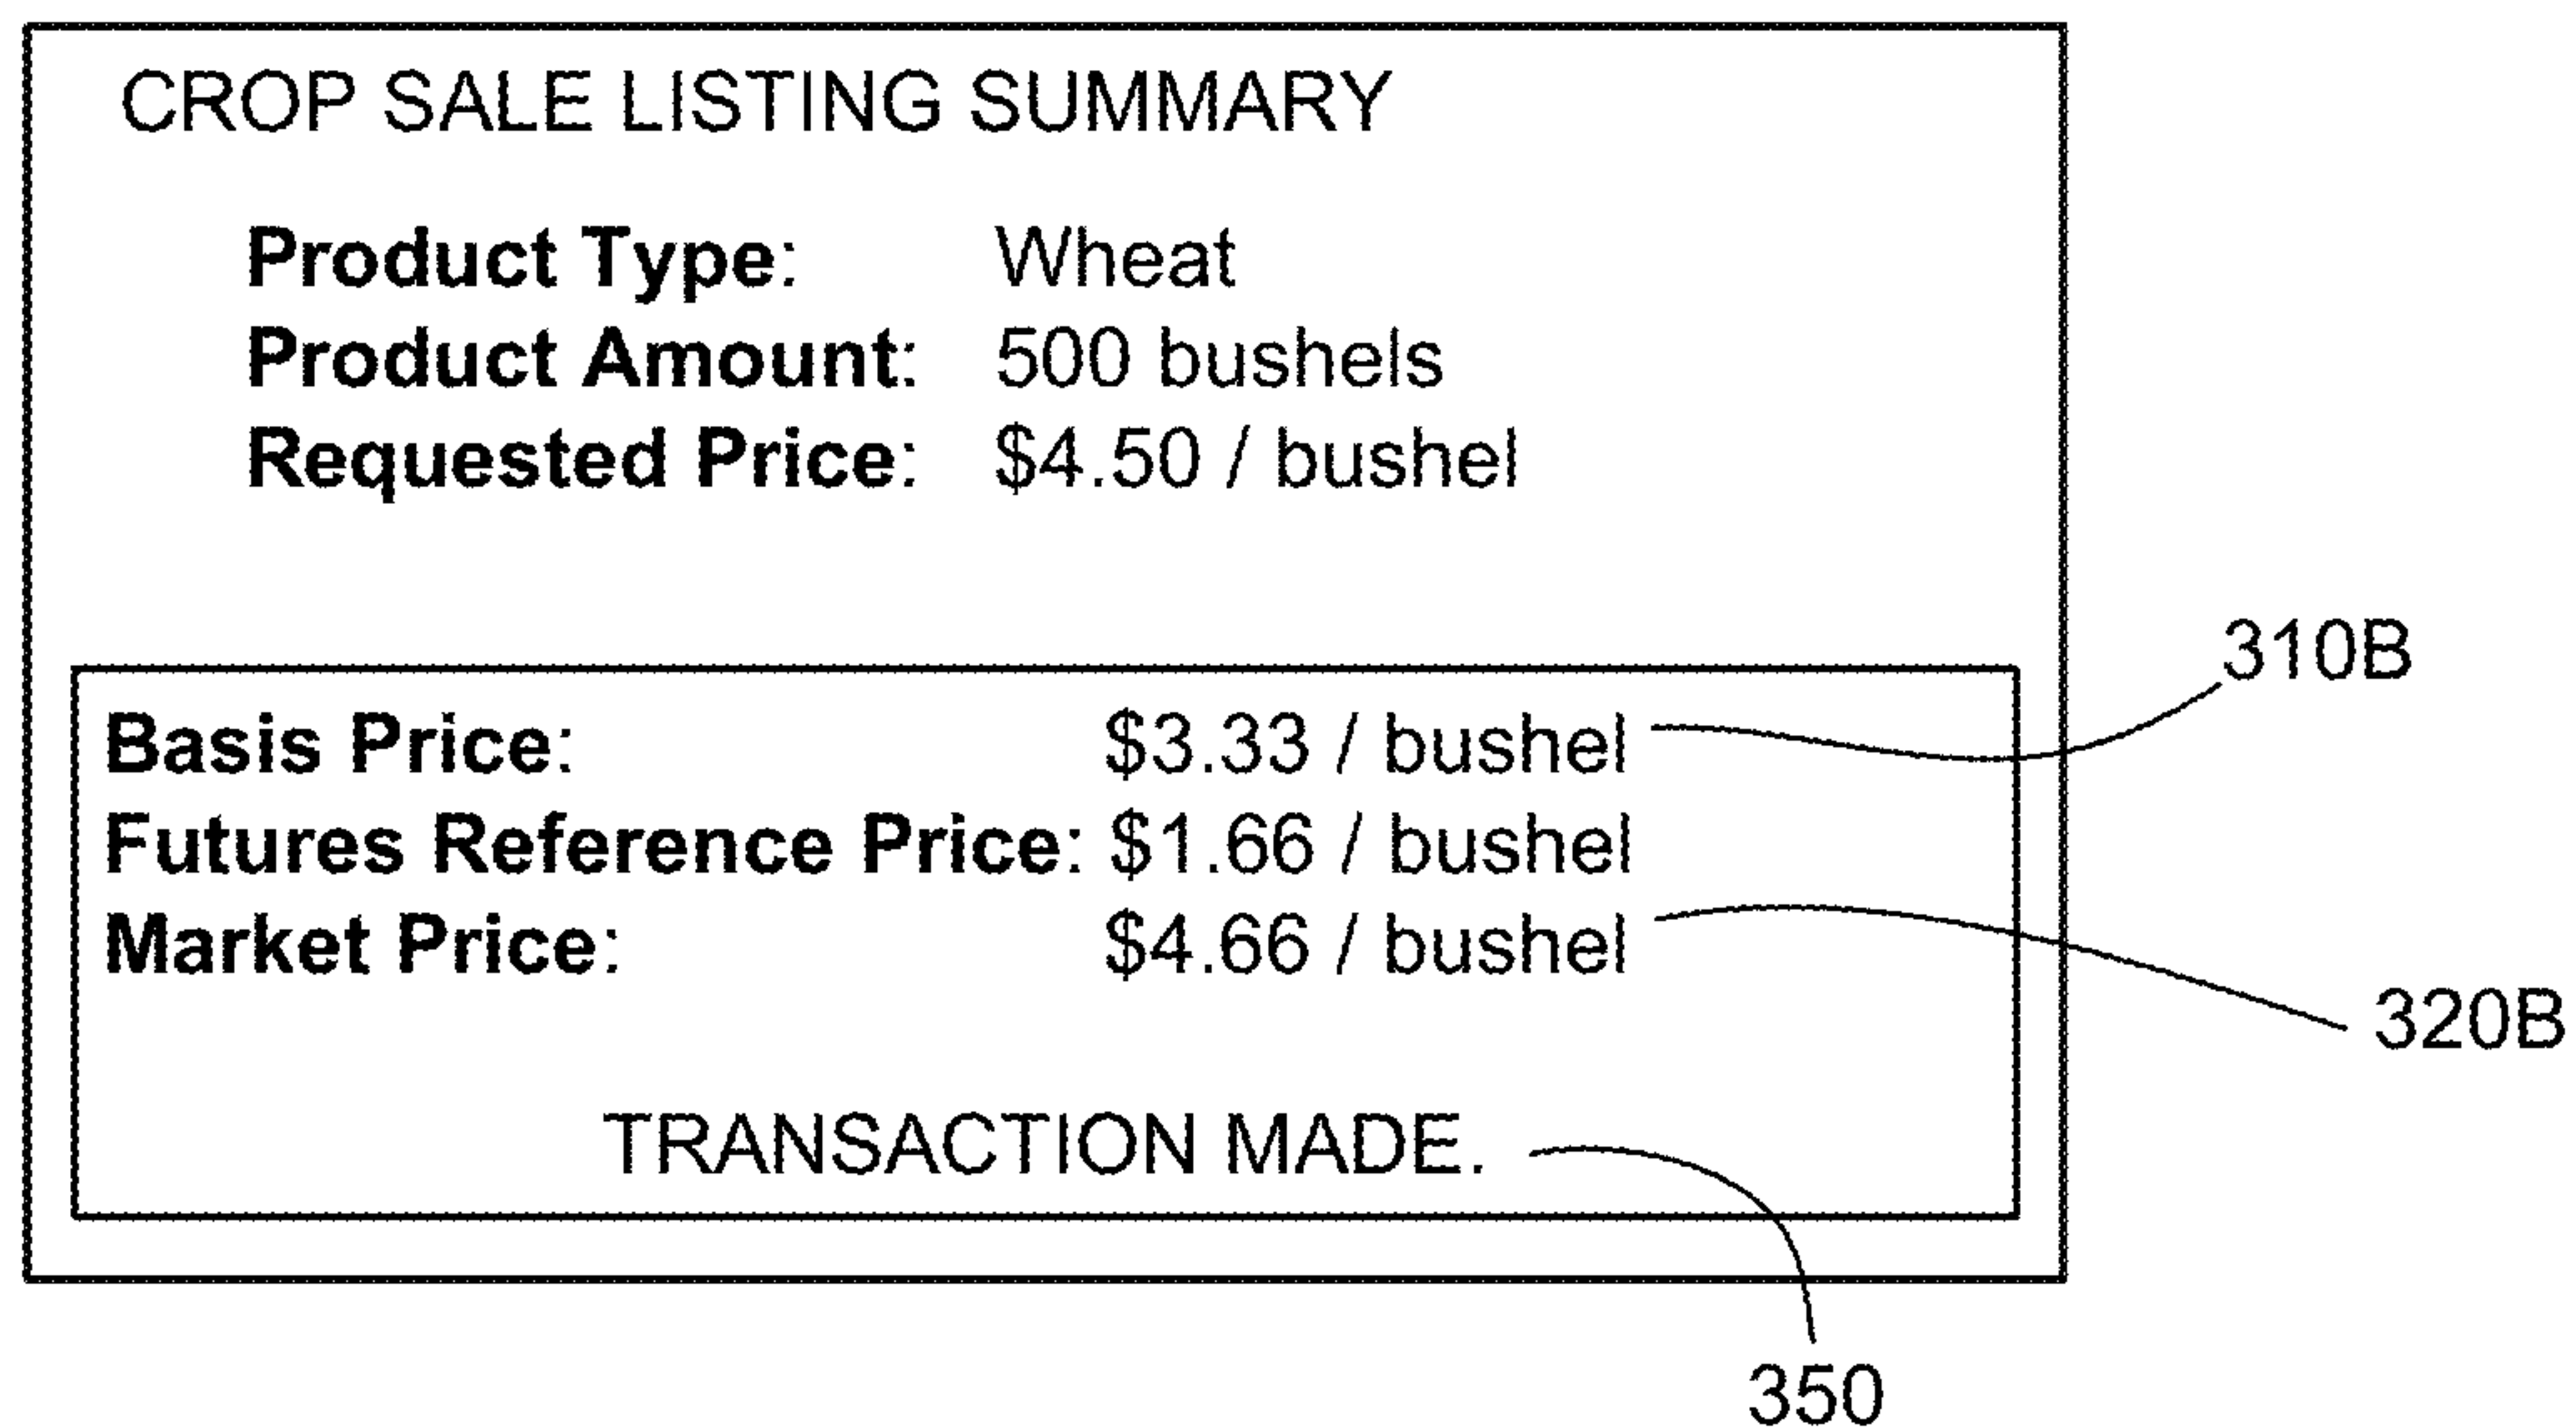 CROP SALE LISTING SUMMARY
Product Type: Wheat
Product Amount: 500 bushels
Requested Price: $4.50 / bushel
310B
Basis Price: $3.33 / bushel
Futures Reference Price: $1.66 / bushel
Market Price: $4.66 / bushel
320B
TRANSACTION MADE.
350